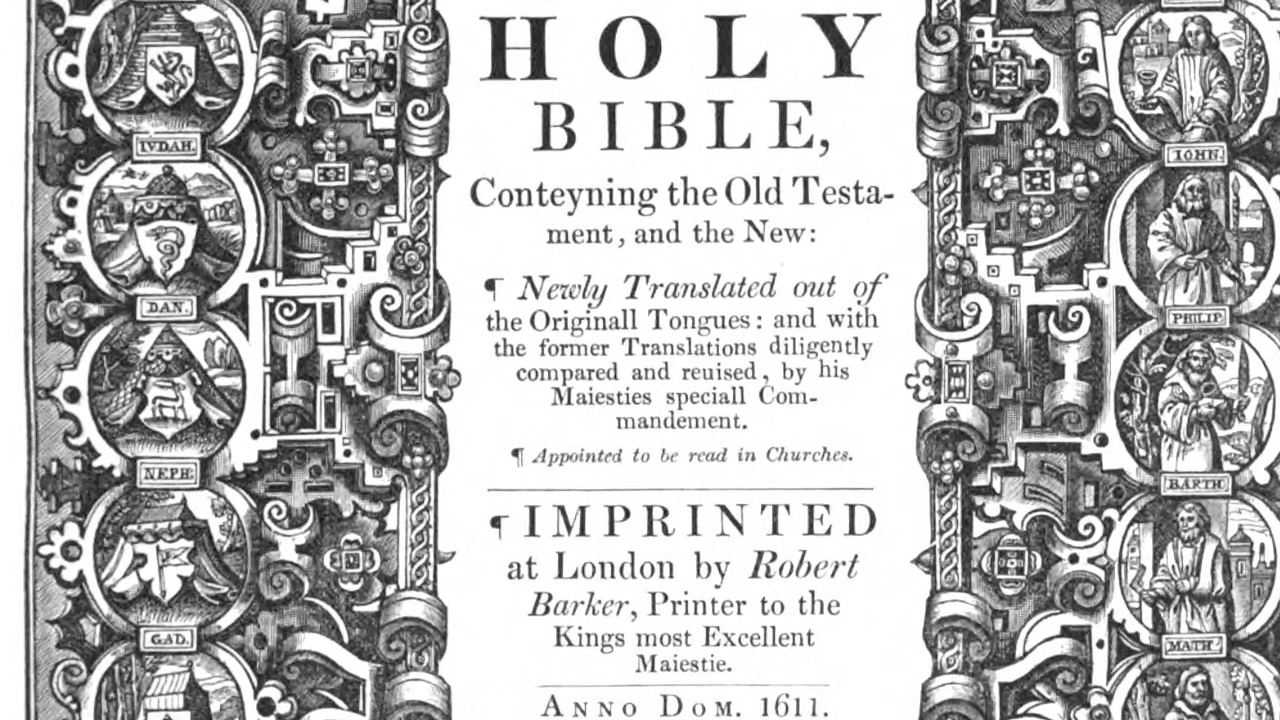 HOLY
BIBLE,
Conteyning the Old Testa-
ment, and the New:
¶ Newly Translated out of
the Originall Tongues: and with
the former Translations diligently
compared and reuised, by his
Maiesties speciall Com-
mandement.
¶ Appointed to be read in Churches.
¶ IMPRINTED
at London by Robert
Barker, Printer to the
Kings most Excellent
Maiestie.
ANNO DOM. 1611.
IVDAH.
DAN.
NEPH:
GAD.
IOHN.
PHILIP.
BARTH.
MATH.